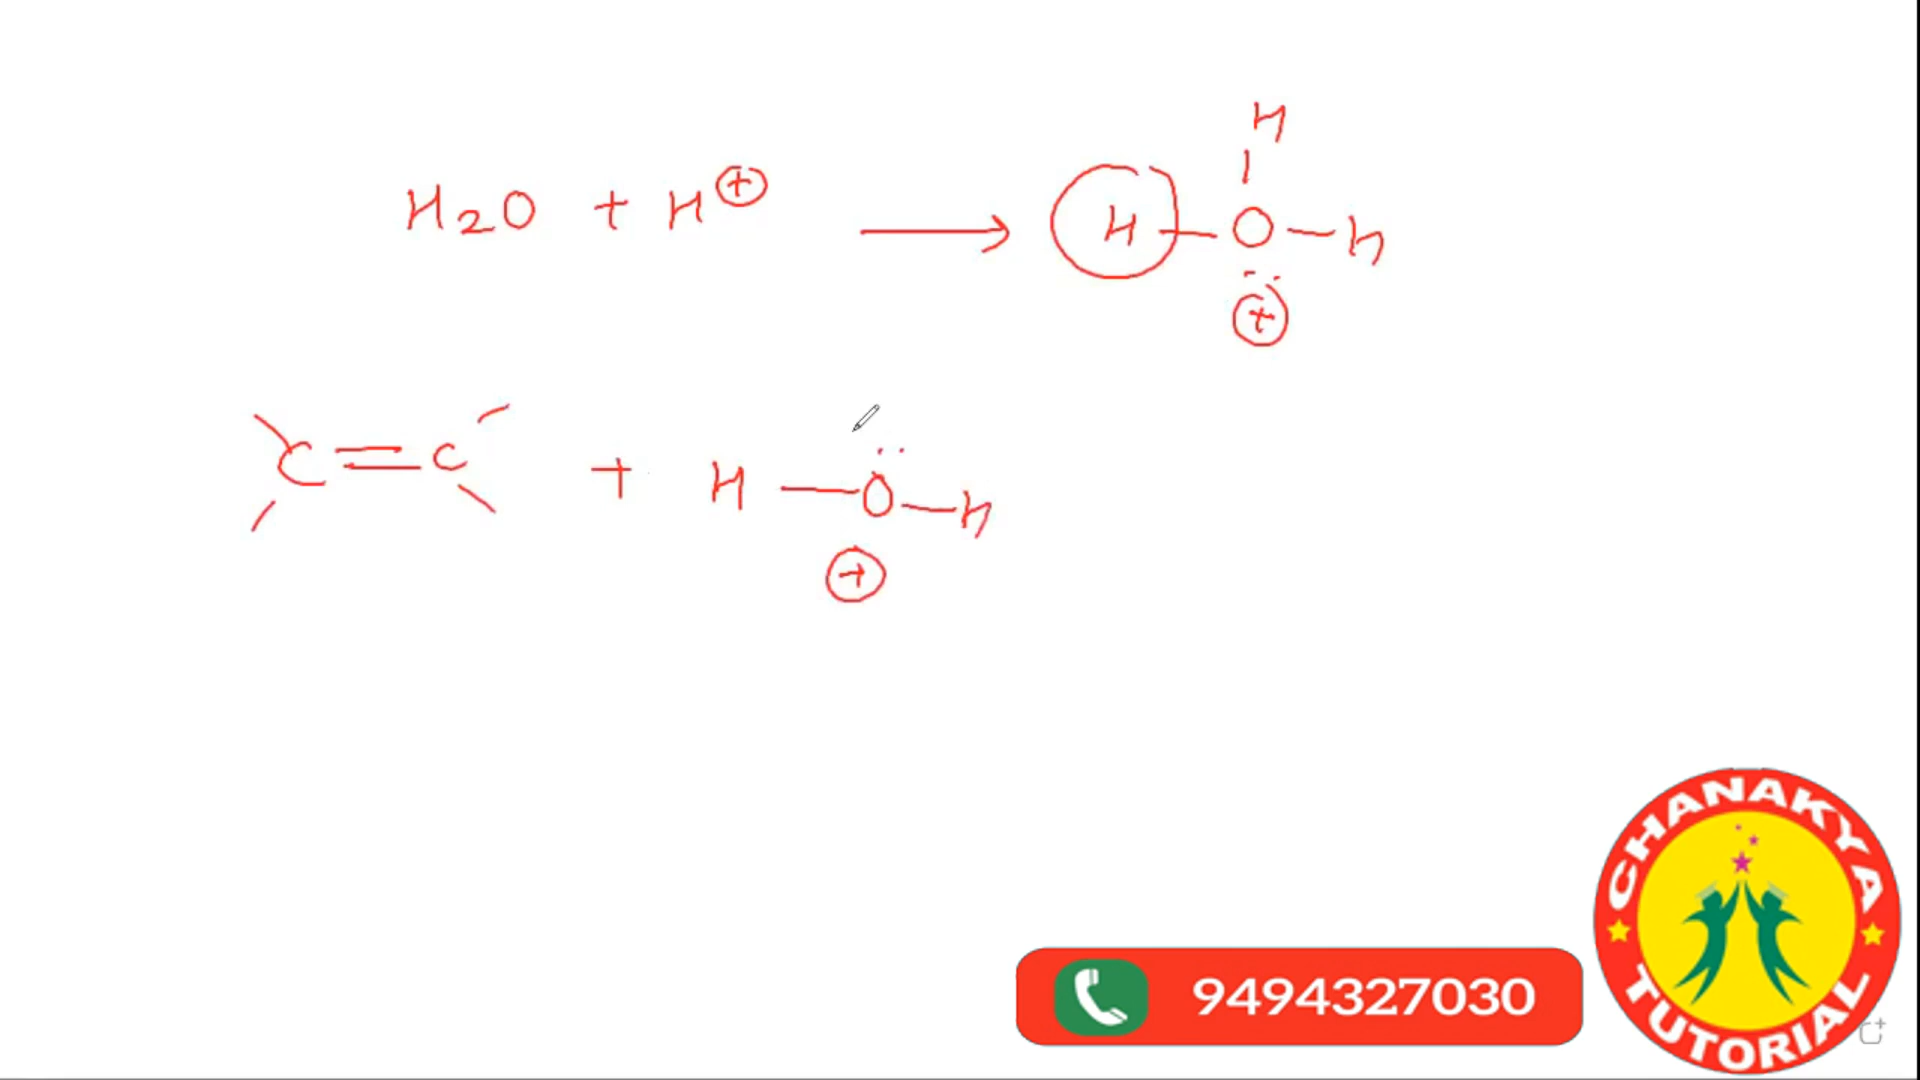 H
H2O + H⊕ → H – O – H
⊕
C = C + H – O – H
⊕
9494327030
CHANAKYA
TUTORIAL